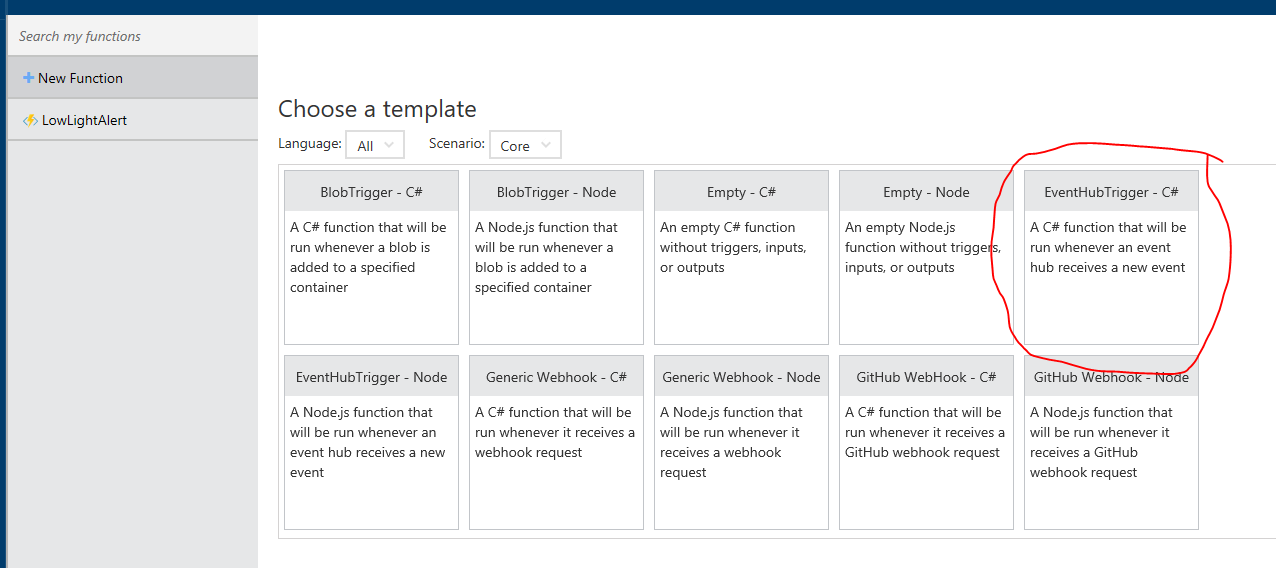 Search my functions
New Function
LowLightAlert
Choose a template
Language: All Scenario: Core
BlobTrigger - C#
A C# function that will be
run whenever a blob is
added to a specified
container
BlobTrigger - Node
A Node.js function that
will be run whenever a
blob is added to a
specified container
Empty - C#
An empty C# function
without triggers, inputs,
or outputs
Empty - Node
An empty Node.js
function without triggers,
inputs, or outputs
EventHubTrigger - C#
A C# function that will be
run whenever an event
hub receives a new event
EventHubTrigger - Node
A Node.js function that
will be run whenever an
event hub receives a new
event
Generic Webhook - C#
A C# function that will be
run whenever it receives a
webhook request
Generic Webhook - Node
A Node.js function that
will be run whenever it
receives a webhook
request
GitHub WebHook - C#
A C# function that will be
run whenever it receives a
GitHub webhook request
GitHub Webhook - Node
A Node.js function that
will be run whenever it
receives a GitHub
webhook request